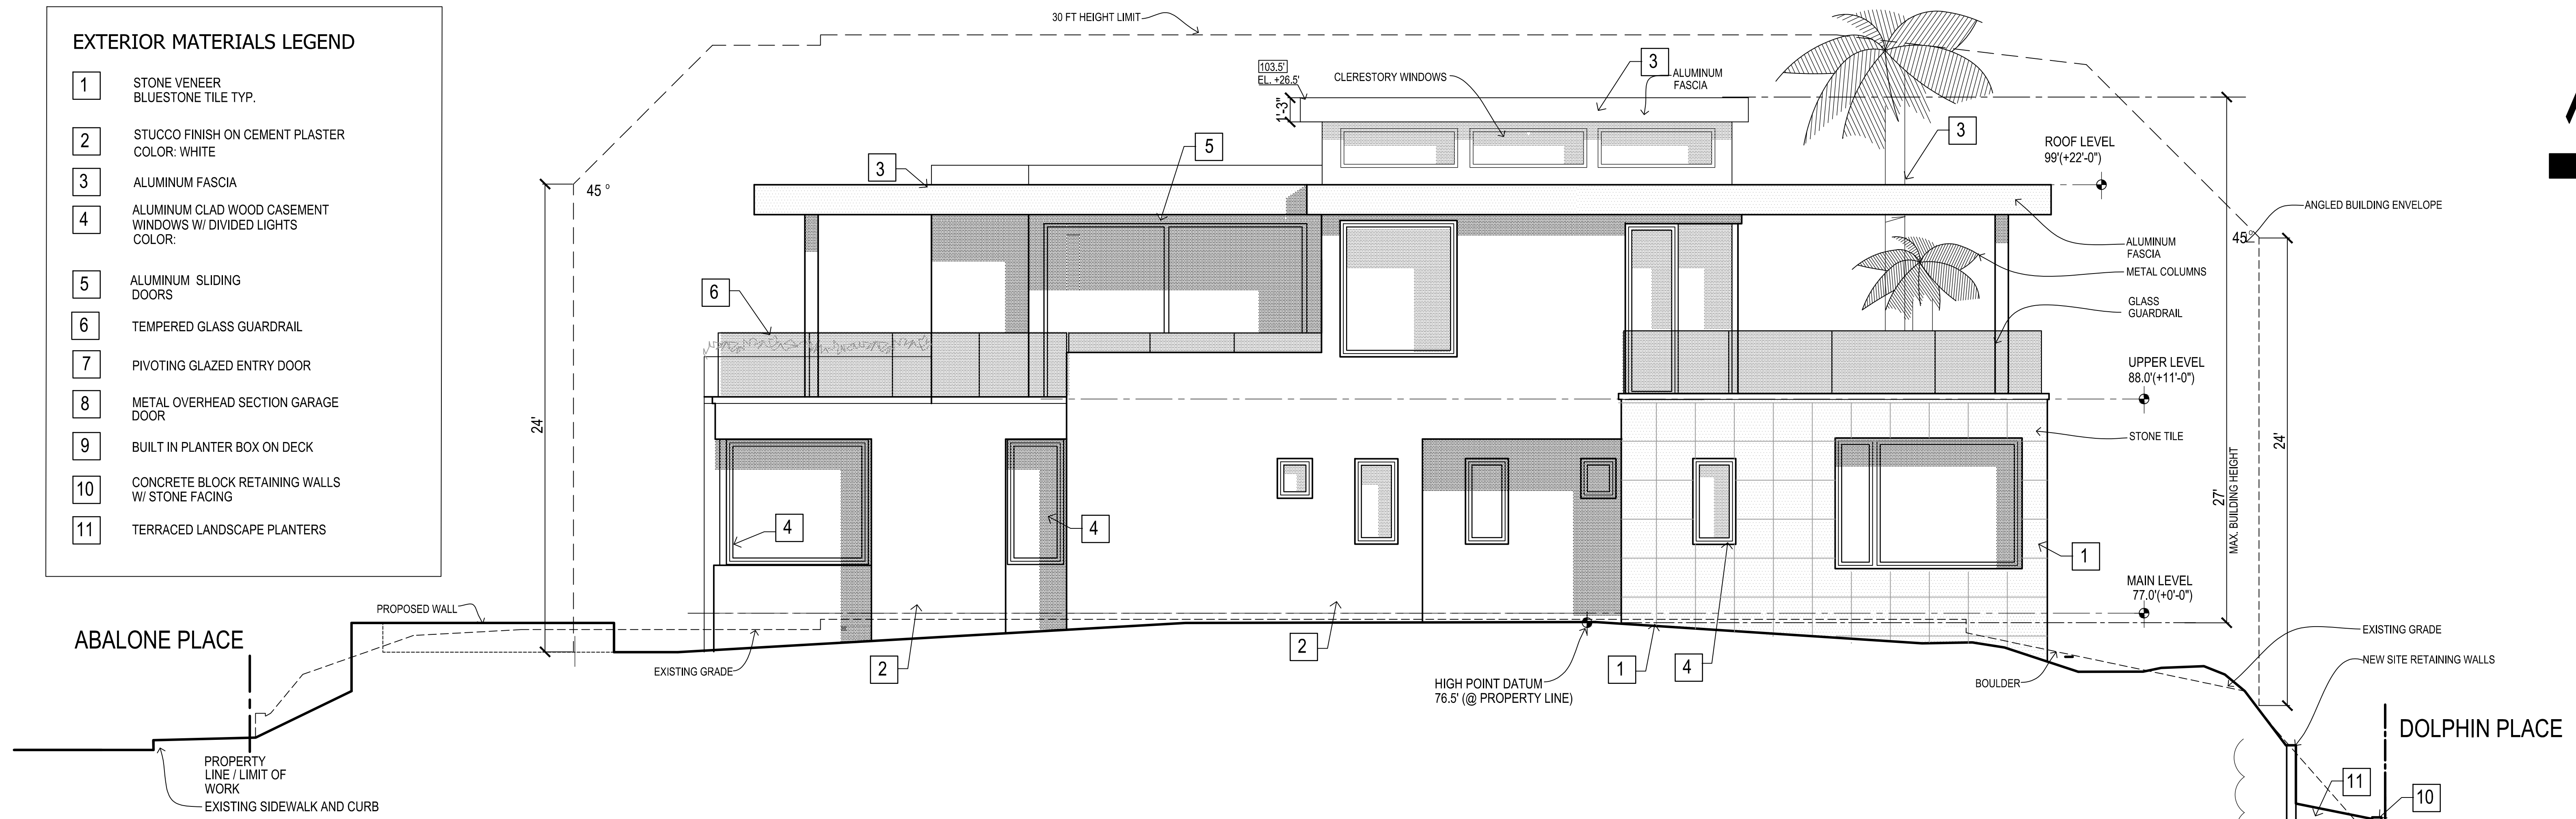 EXTERIOR MATERIALS LEGEND
1
STONE VENEER
BLUESTONE TILE TYP.
2
STUCCO FINISH ON CEMENT PLASTER
COLOR: WHITE
3
ALUMINUM FASCIA
4
ALUMINUM CLAD WOOD CASEMENT
WINDOWS W/ DIVIDED LIGHTS
COLOR:
5
ALUMINUM SLIDING
DOORS
6
TEMPERED GLASS GUARDRAIL
7
PIVOTING GLAZED ENTRY DOOR
8
METAL OVERHEAD SECTION GARAGE
DOOR
9
BUILT IN PLANTER BOX ON DECK
10
CONCRETE BLOCK RETAINING WALLS
W/ STONE FACING
11
TERRACED LANDSCAPE PLANTERS
30 FT HEIGHT LIMIT
103.5'
EL. +26.5'
1'-3"
CLERESTORY WINDOWS
3
ALUMINUM
FASCIA
3
ROOF LEVEL
99'(+22'-0")
5
3
45 °
ANGLED BUILDING ENVELOPE
45°
ALUMINUM
FASCIA
METAL COLUMNS
GLASS
GUARDRAIL
6
UPPER LEVEL
88.0'(+11'-0")
24'
STONE TILE
24'
27'
MAX. BUILDING HEIGHT
4
4
1
MAIN LEVEL
77.0'(+0'-0")
PROPOSED WALL
ABALONE PLACE
EXISTING GRADE
2
2
HIGH POINT DATUM
76.5' (@ PROPERTY LINE)
1
4
BOULDER
EXISTING GRADE
NEW SITE RETAINING WALLS
DOLPHIN PLACE
PROPERTY
LINE / LIMIT OF
WORK
EXISTING SIDEWALK AND CURB
11
10